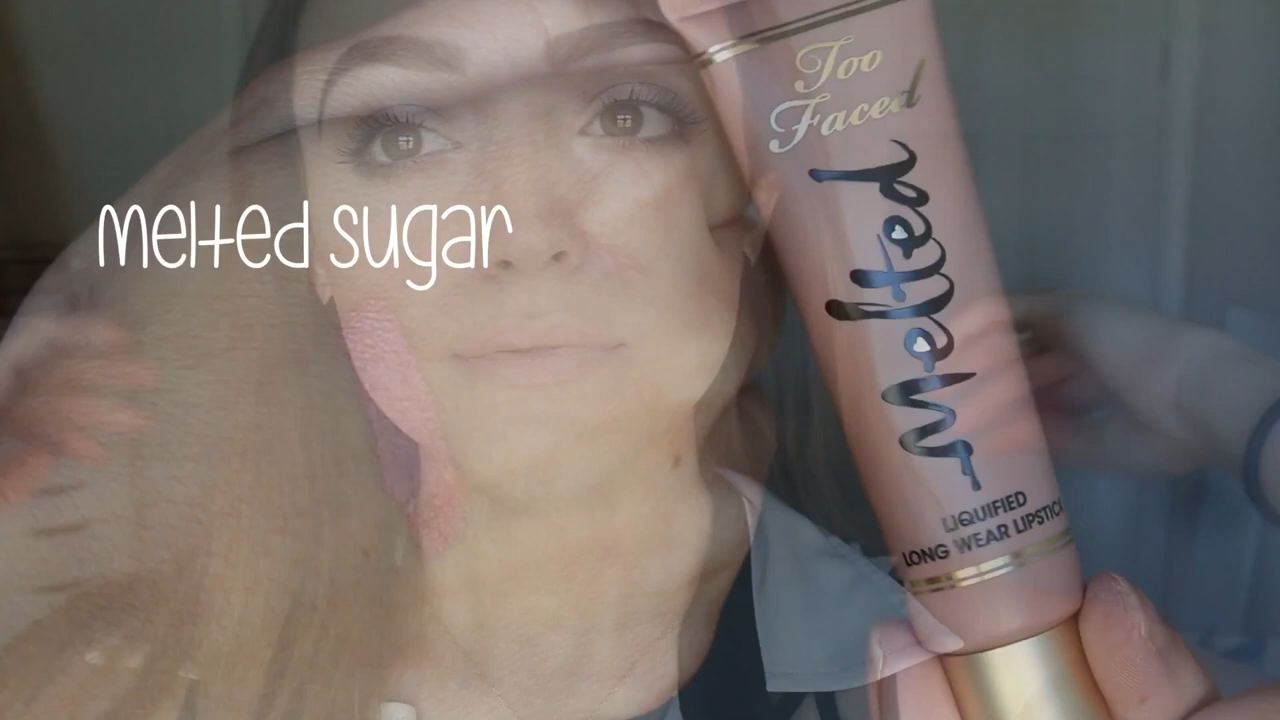 melted sugar
Too
Faced
Melted
LIQUIFIED
LONG WEAR LIPSTICK